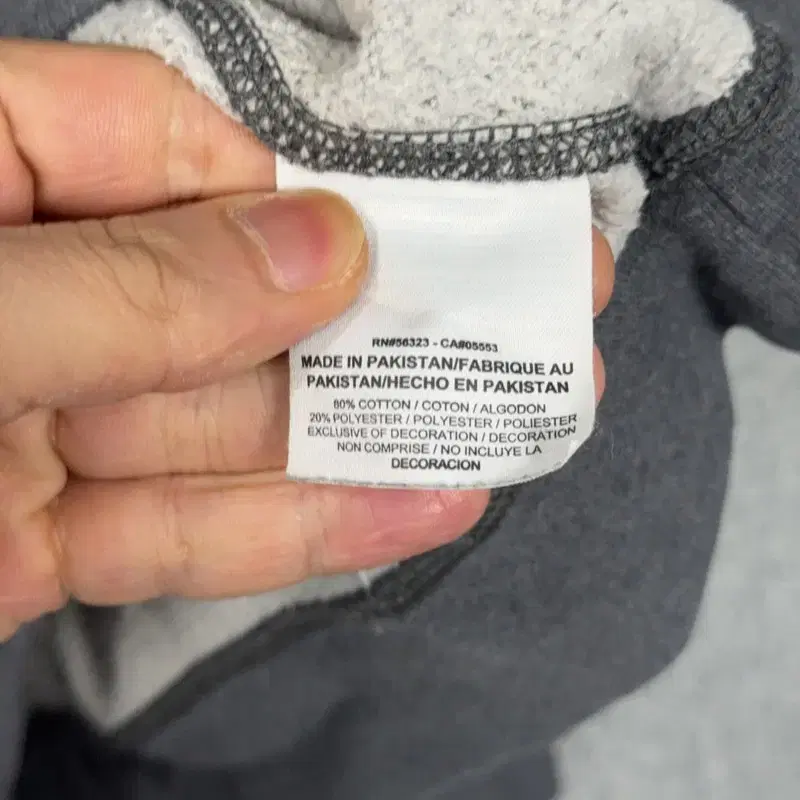 RN#56323 - CA#05553
MADE IN PAKISTAN/FABRIQUE AU
PAKISTAN/HECHO EN PAKISTAN
80% COTTON / COTON / ALGODON
20% POLYESTER / POLYESTER / POLIESTER
EXCLUSIVE OF DECORATION / DECORATION
NON COMPRISE / NO INCLUYE LA
DECORACION